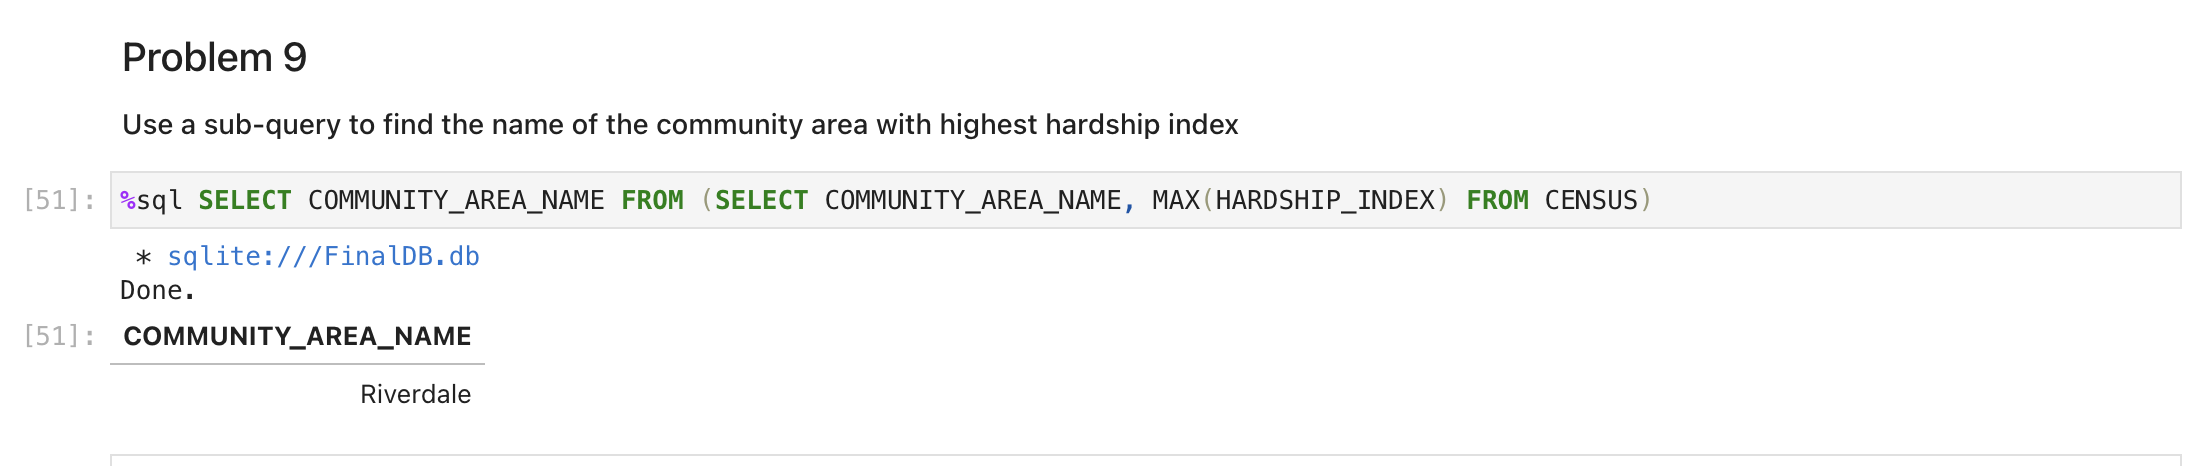 Problem 9
Use a sub-query to find the name of the community area with highest hardship index
[51]: %sql SELECT COMMUNITY_AREA_NAME FROM (SELECT COMMUNITY_AREA_NAME, MAX(HARDSHIP_INDEX) FROM CENSUS)
* sqlite:///FinalDB.db
Done.
[51]: COMMUNITY_AREA_NAME
Riverdale